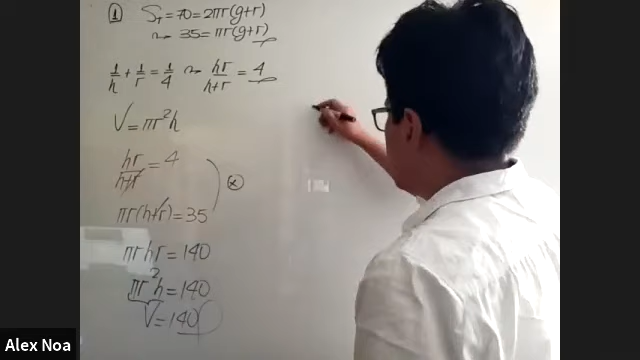 ① S_T = 70 = 2πr(g+r)
~ 35 = πr(g+r)
1/h + 1/r = 1/4 ~ hr/(h+r) = 4
V = πr²h
hr/(h+r) = 4
⊗
πr(h+r) = 35
πrhr = 140
πr²h = 140
V = 140
Alex Noa